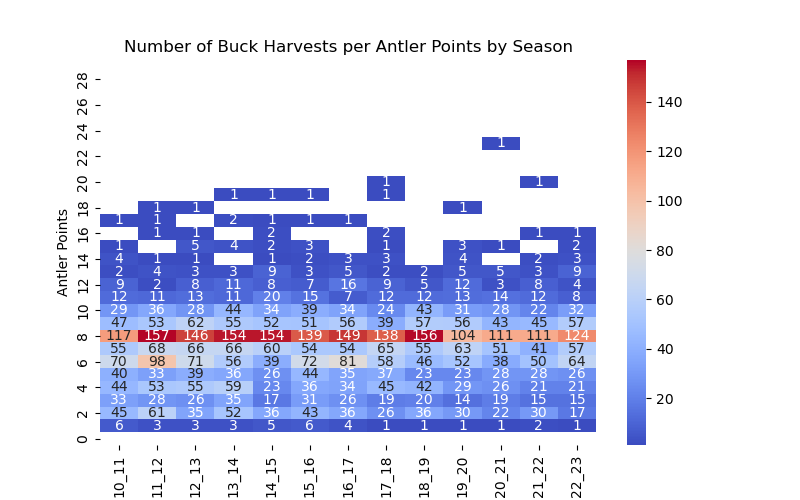 Number of Buck Harvests per Antler Points by Season
28
26
24
1
22
20 1 1
1 1 1 1
18 1 1 1
1 1 2 1 1 1 1
16 1 1 2 2 1 1
1 5 4 2 3 1 3 1 2
14 4 1 1 1 2 3 3 4 2 3
2 4 3 3 9 3 5 2 2 5 5 3 9
12 9 2 8 11 8 7 16 9 5 12 3 8 4
12 11 13 11 20 15 7 12 12 13 14 12 8
10 29 36 28 44 34 39 34 24 43 31 28 22 32
47 53 62 55 52 51 56 39 57 56 43 45 57
8 117 157 146 154 154 139 149 138 156 104 111 111 124
55 68 66 66 60 54 54 65 55 63 51 41 57
6 70 98 71 56 39 72 81 58 46 52 38 50 64
40 33 39 36 26 44 35 37 23 23 28 28 26
4 44 53 55 59 23 36 34 45 42 29 26 21 21
33 28 26 35 17 31 26 19 20 14 19 15 15
2 45 61 35 52 36 43 36 26 36 30 22 30 17
6 3 3 3 5 6 4 1 1 1 1 2 1
0
Antler Points
10_11 11_12 12_13 13_14 14_15 15_16 16_17 17_18 18_19 19_20 20_21 21_22 22_23
140
120
100
80
60
40
20